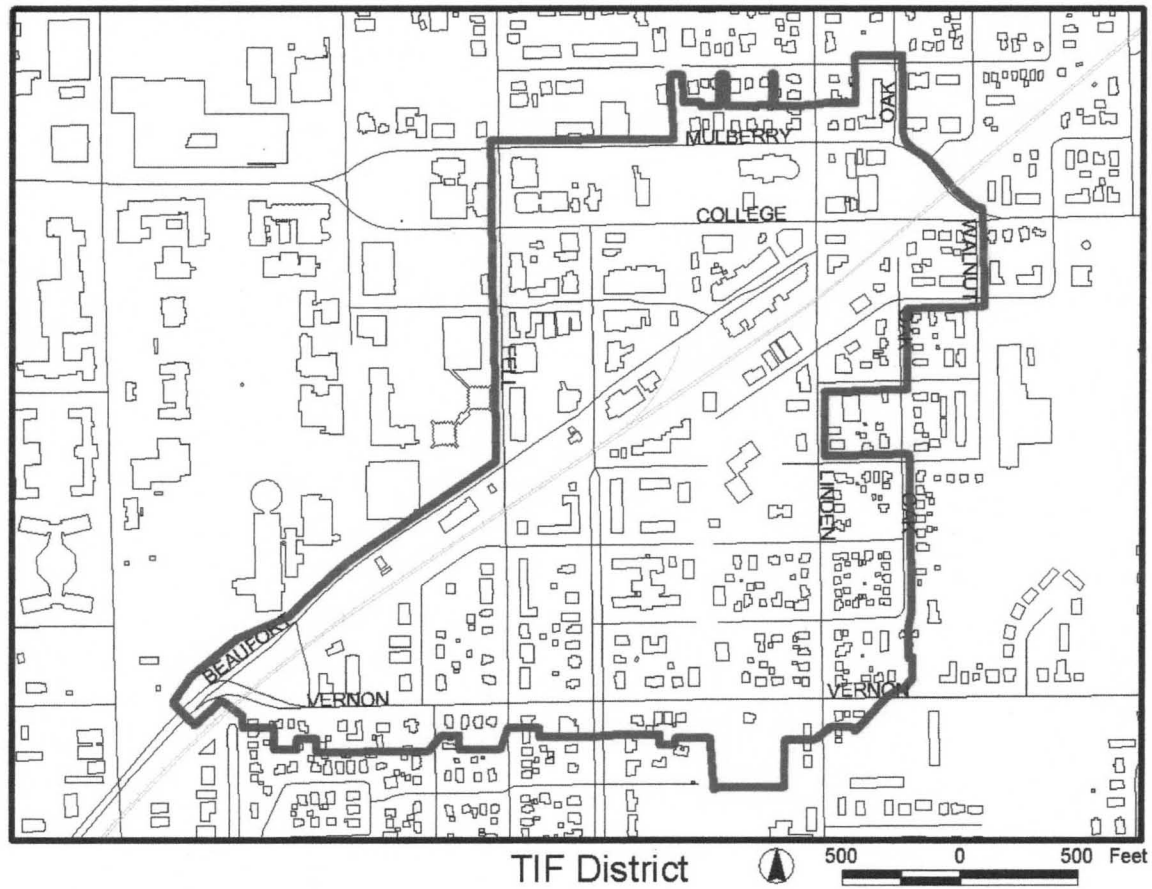 OAK
MULBERRY
COLLEGE
WALNUT
OAK
FELL
LINDEN
OAK
BEAUFORT
VERNON
VERNON
TIF District
500 0 500 Feet